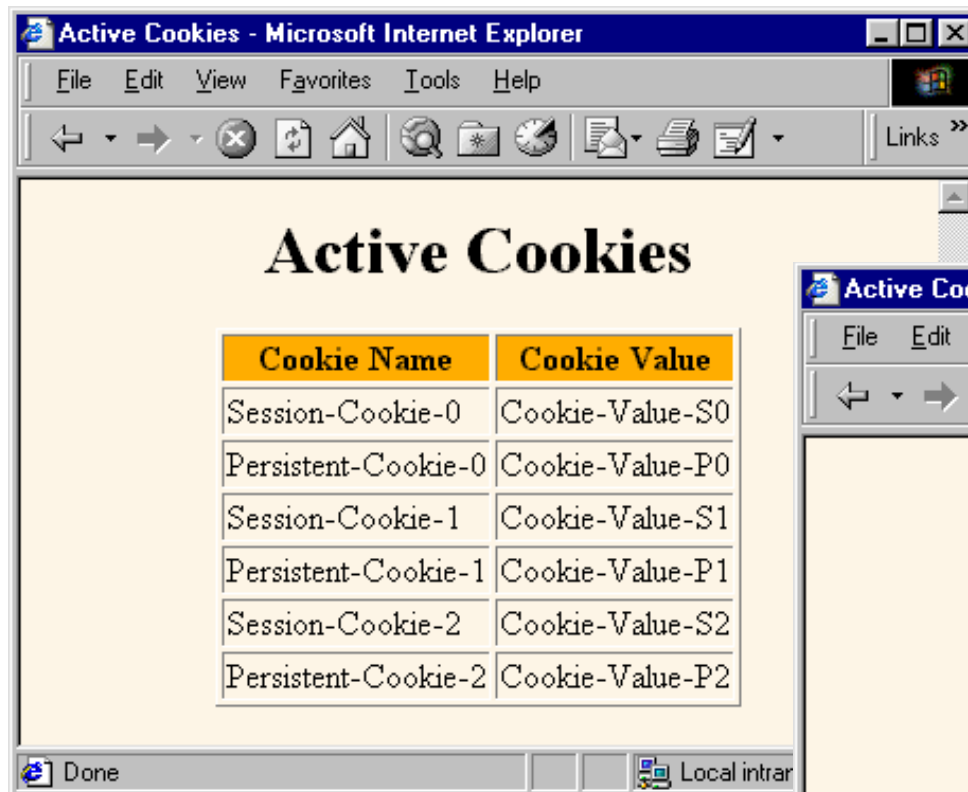 Active Cookies - Microsoft Internet Explorer
File Edit View Favorites Tools Help
Links »
Active Cookies
Cookie Name Cookie Value
Session-Cookie-0 Cookie-Value-S0
Persistent-Cookie-0 Cookie-Value-P0
Session-Cookie-1 Cookie-Value-S1
Persistent-Cookie-1 Cookie-Value-P1
Session-Cookie-2 Cookie-Value-S2
Persistent-Cookie-2 Cookie-Value-P2
Done Local intran
Active Coo
File Edit